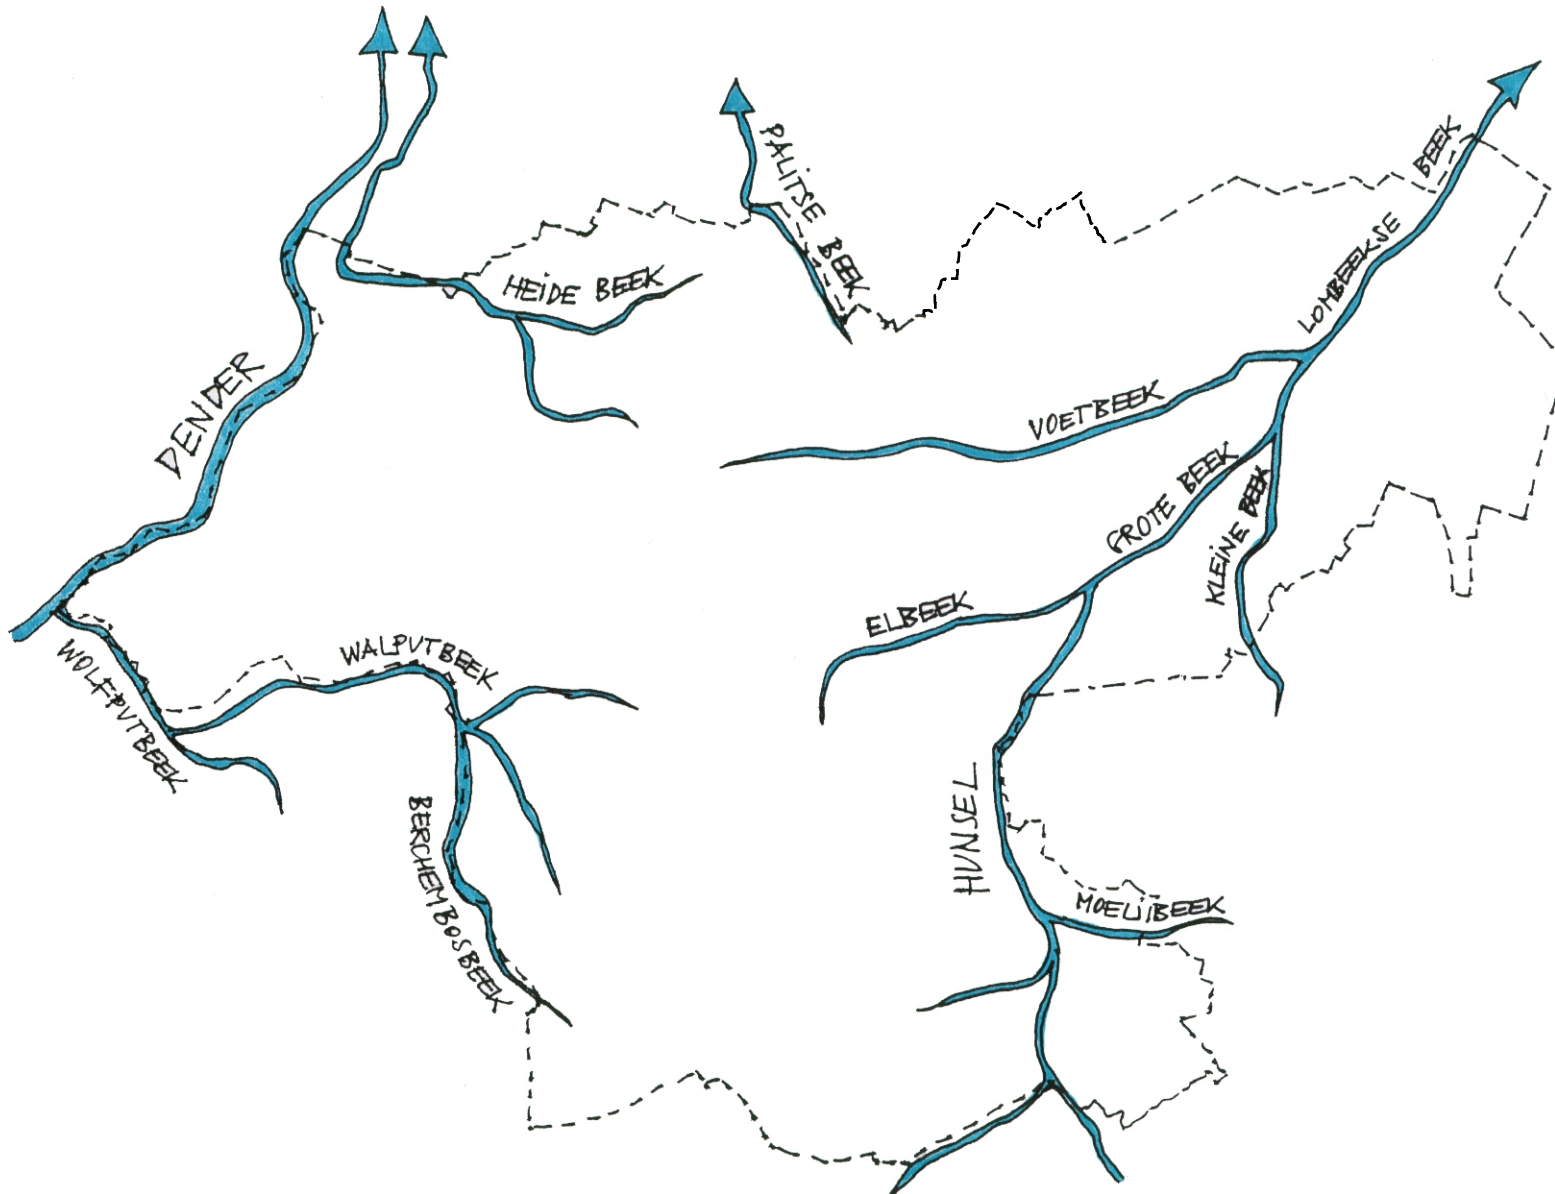 PALITSE BEEK
LOMBEEKSE BEEK
HEIDE BEEK
DENDER
VOETBEEK
GROTE BEEK
KLEINE BEEK
ELBEEK
WALPUTBEEK
WOLFPUTBEEK
HUNSEL
BERCHEMBOSBEEK
MOELIBEEK